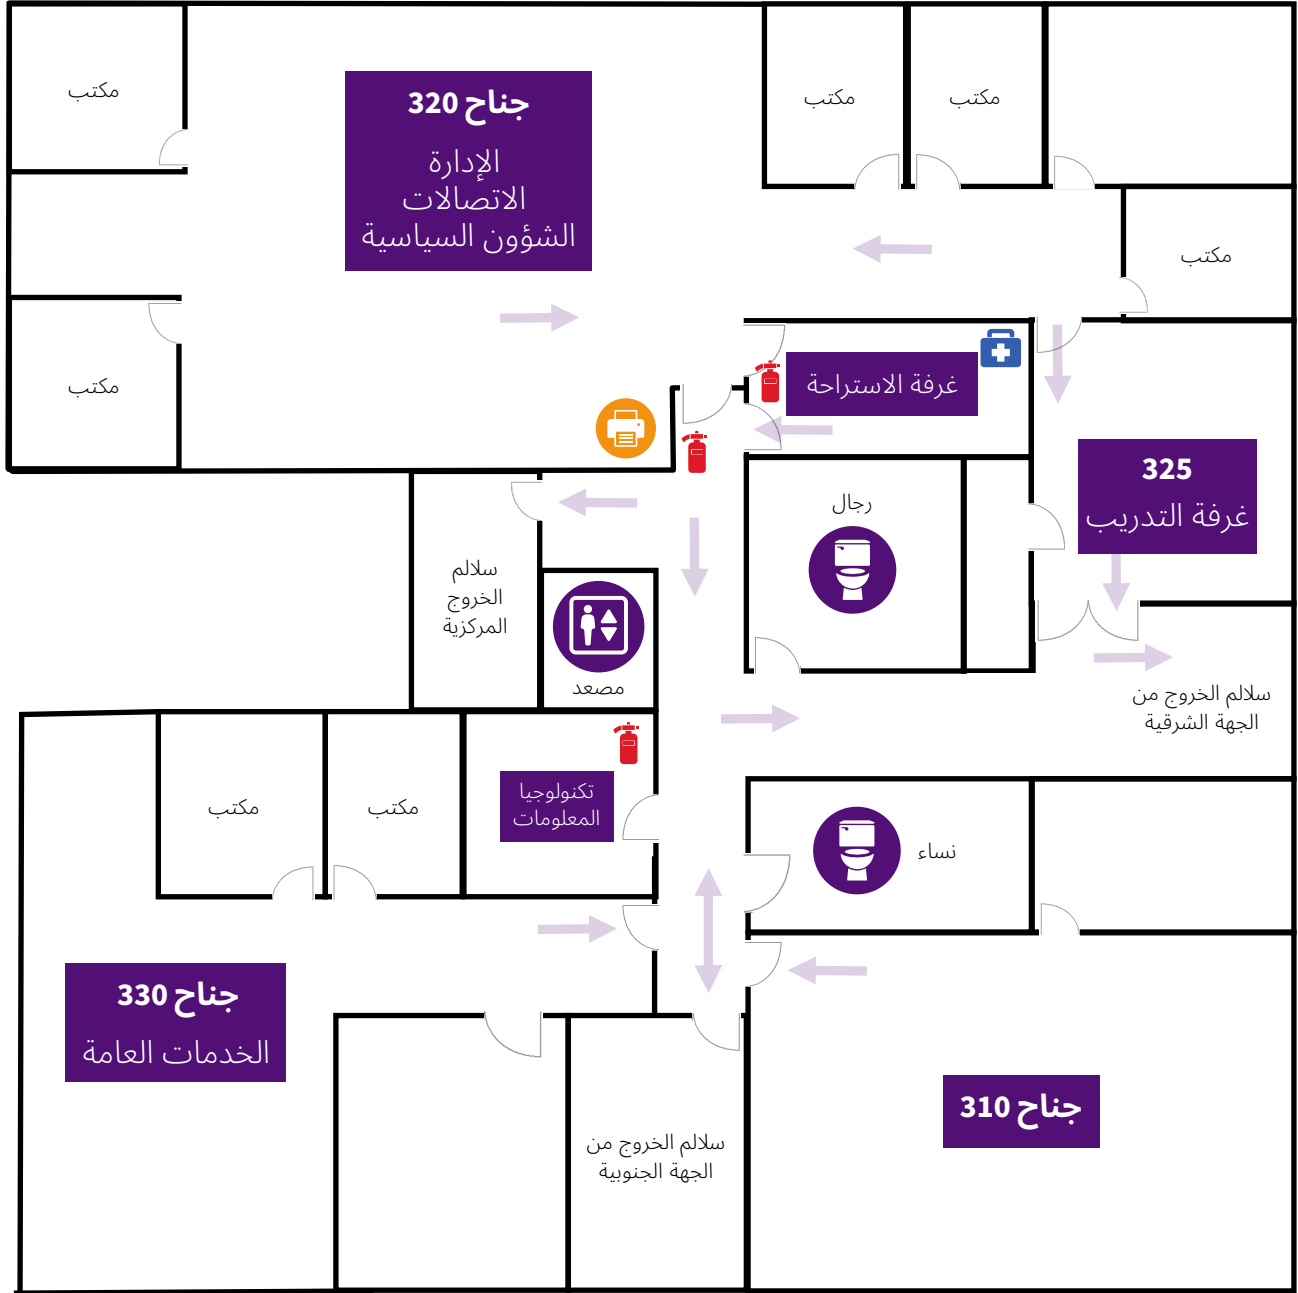 مكتب
جناح 320
الإدارة
الاتصالات
الشؤون السياسية
مكتب
مكتب
مكتب
مكتب
غرفة الاستراحة
325
غرفة التدريب
رجال
سلالم
الخروج
المركزية
مصعد
سلالم الخروج من
الجهة الشرقية
مكتب
مكتب
تكنولوجيا
المعلومات
نساء
جناح 330
الخدمات العامة
جناح 310
سلالم الخروج من
الجهة الجنوبية